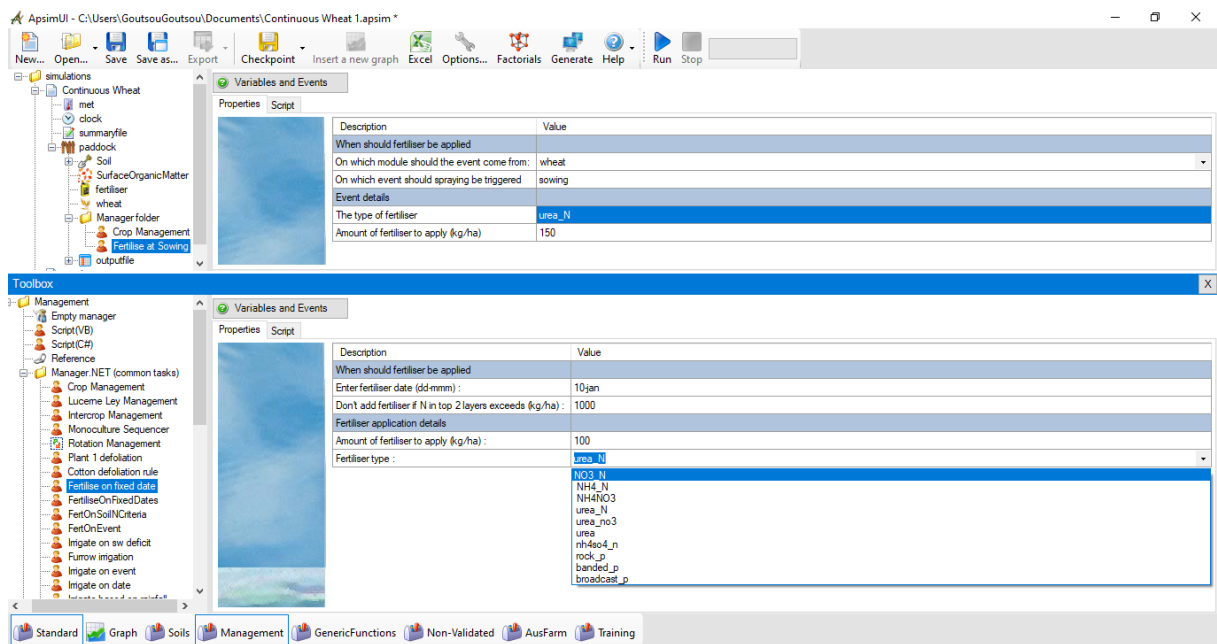 ApsimUI - C:\Users\GoutsouGoutsou\Documents\Continuous Wheat 1.apsim *
New... Open... Save Save as... Export Checkpoint Insert a new graph Excel Options... Factorials Generate Help Run Stop
simulations
Continuous Wheat
met
clock
summaryfile
paddock
Soil
SurfaceOrganicMatter
fertiliser
wheat
Manager folder
Crop Management
Fertilise at Sowing
outputfile
Variables and Events
Properties Script
Description Value
When should fertiliser be applied
On which module should the event come from: wheat
On which event should spraying be triggered sowing
Event details
The type of fertiliser urea_N
Amount of fertiliser to apply (kg/ha) 150
Toolbox X
Management
Empty manager
Script(VB)
Script(C#)
Reference
Manager.NET (common tasks)
Crop Management
Lucerne Ley Management
Intercrop Management
Monoculture Sequencer
Rotation Management
Plant 1 defoliation
Cotton defoliation rule
Fertilise on fixed date
FertiliseOnFixedDates
FertOnSoilNCriteria
FertOnEvent
Irrigate on sw deficit
Furrow irrigation
Irrigate on event
Irrigate on date
Variables and Events
Properties Script
Description Value
When should fertiliser be applied
Enter fertiliser date (dd-mmm) : 10-jan
Don't add fertiliser if N in top 2 layers exceeds (kg/ha) : 1000
Fertiliser application details
Amount of fertiliser to apply (kg/ha) : 100
Fertiliser type : urea_N
NO3_N
NH4_N
NH4NO3
urea_N
urea_no3
urea
nh4so4_n
rock_p
banded_p
broadcast_p
Standard Graph Soils Management GenericFunctions Non-Validated AusFarm Training